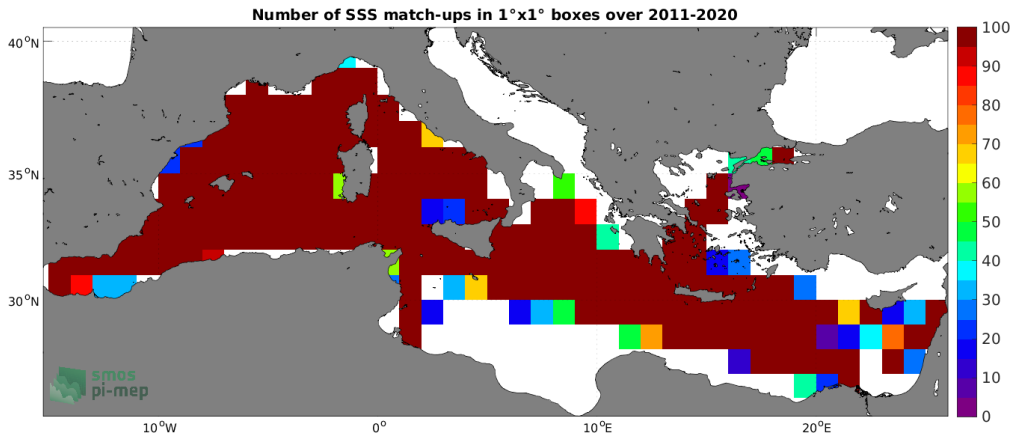 Number of SSS match-ups in 1°x1° boxes over 2011-2020
40°N
35°N
30°N
10°W
0°
10°E
20°E
100
90
80
70
60
50
40
30
20
10
0
smos
pi-mep